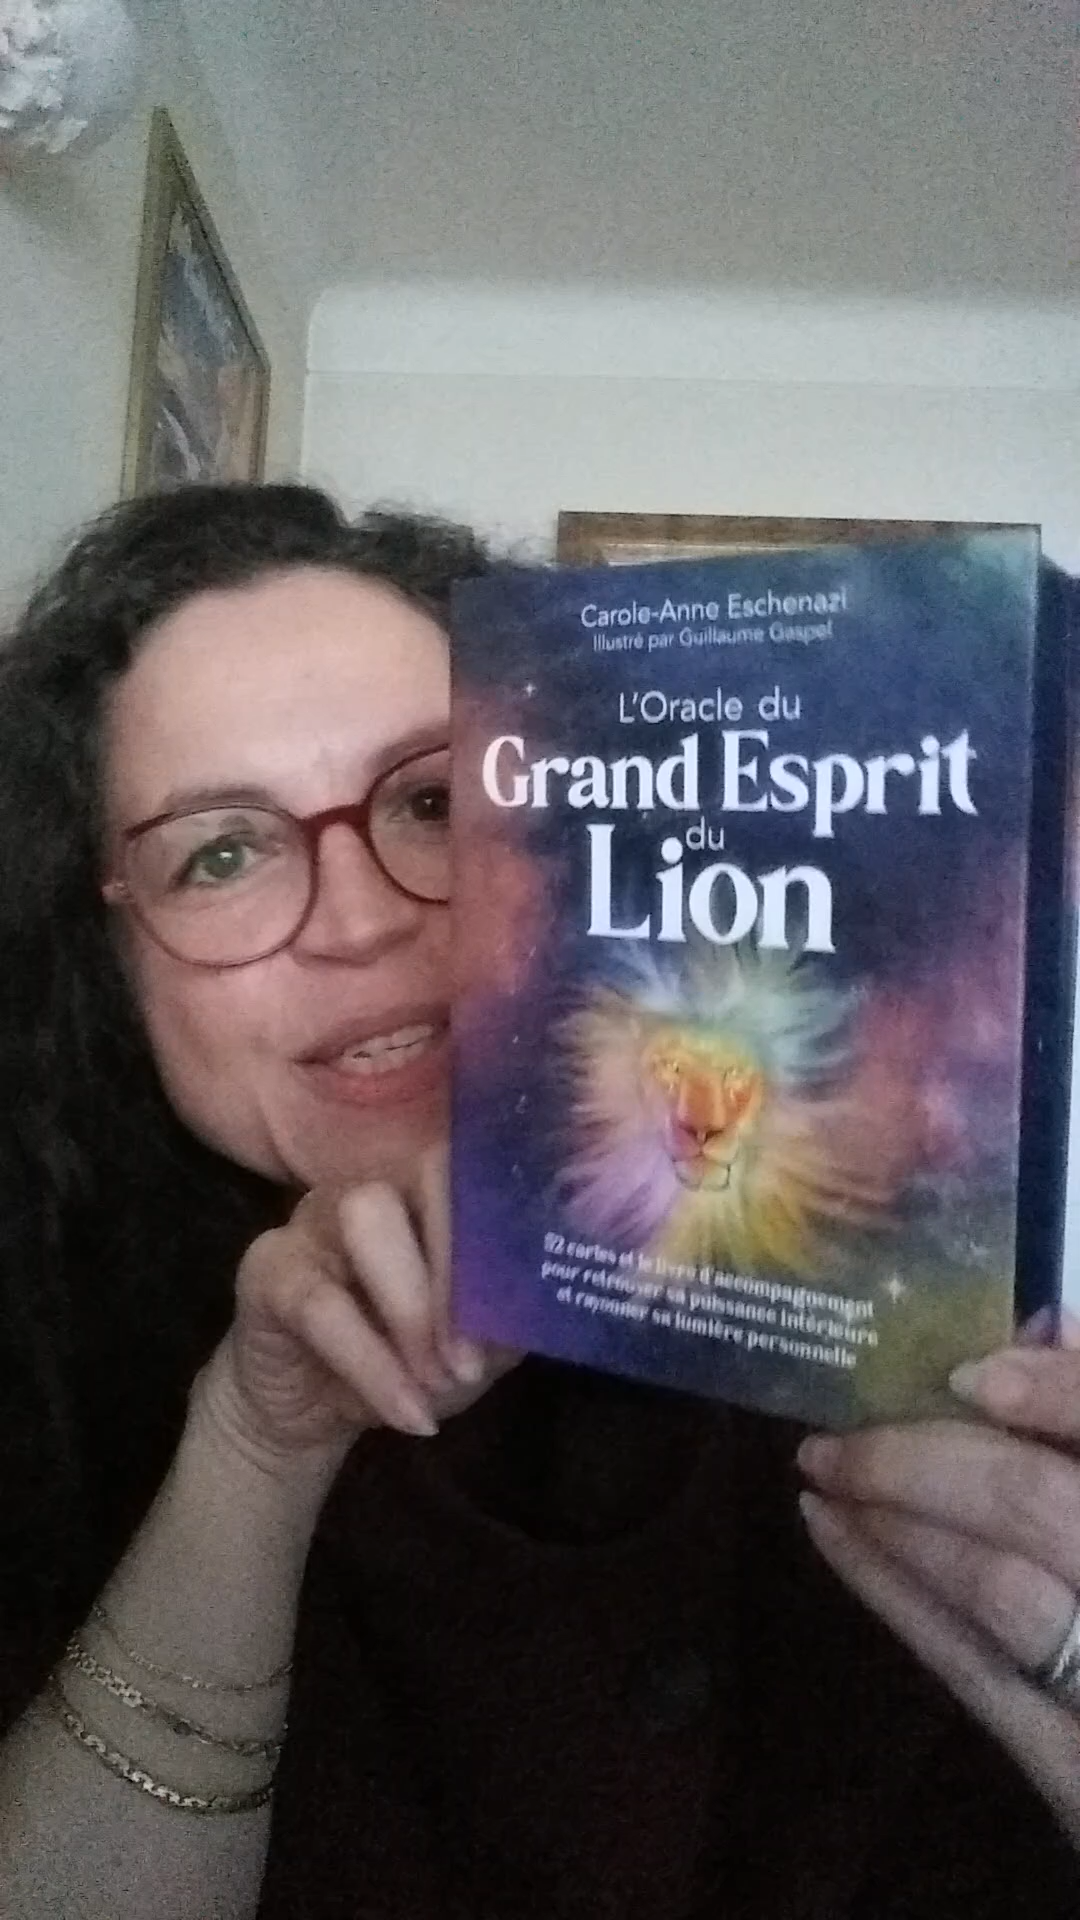 Carole-Anne Eschenazi
Illustré par Guillaume Gaspel
L'Oracle du
Grand Esprit
du
Lion
52 cartes et le livre d'accompagnement
pour retrouver sa puissance intérieure
et rayonner sa lumière personnelle